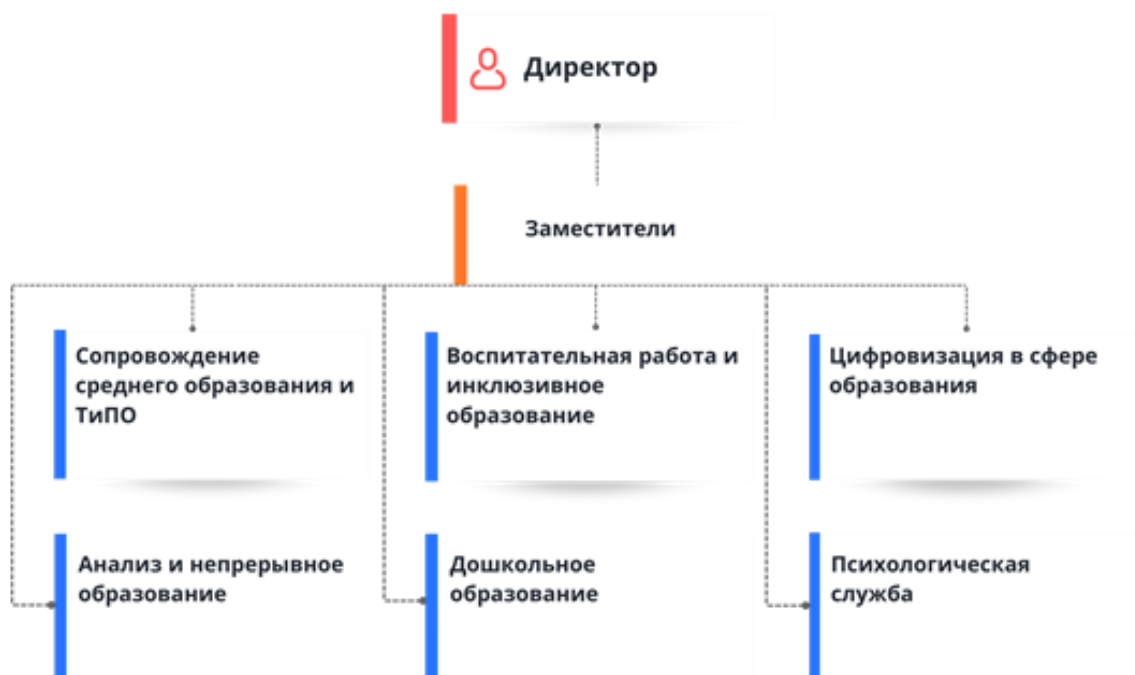 Директор
Заместители
Сопровождение
среднего образования и
ТиПО
Воспитательная работа и
инклюзивное
образование
Цифровизация в сфере
образования
Анализ и непрерывное
образование
Дошкольное
образование
Психологическая
служба